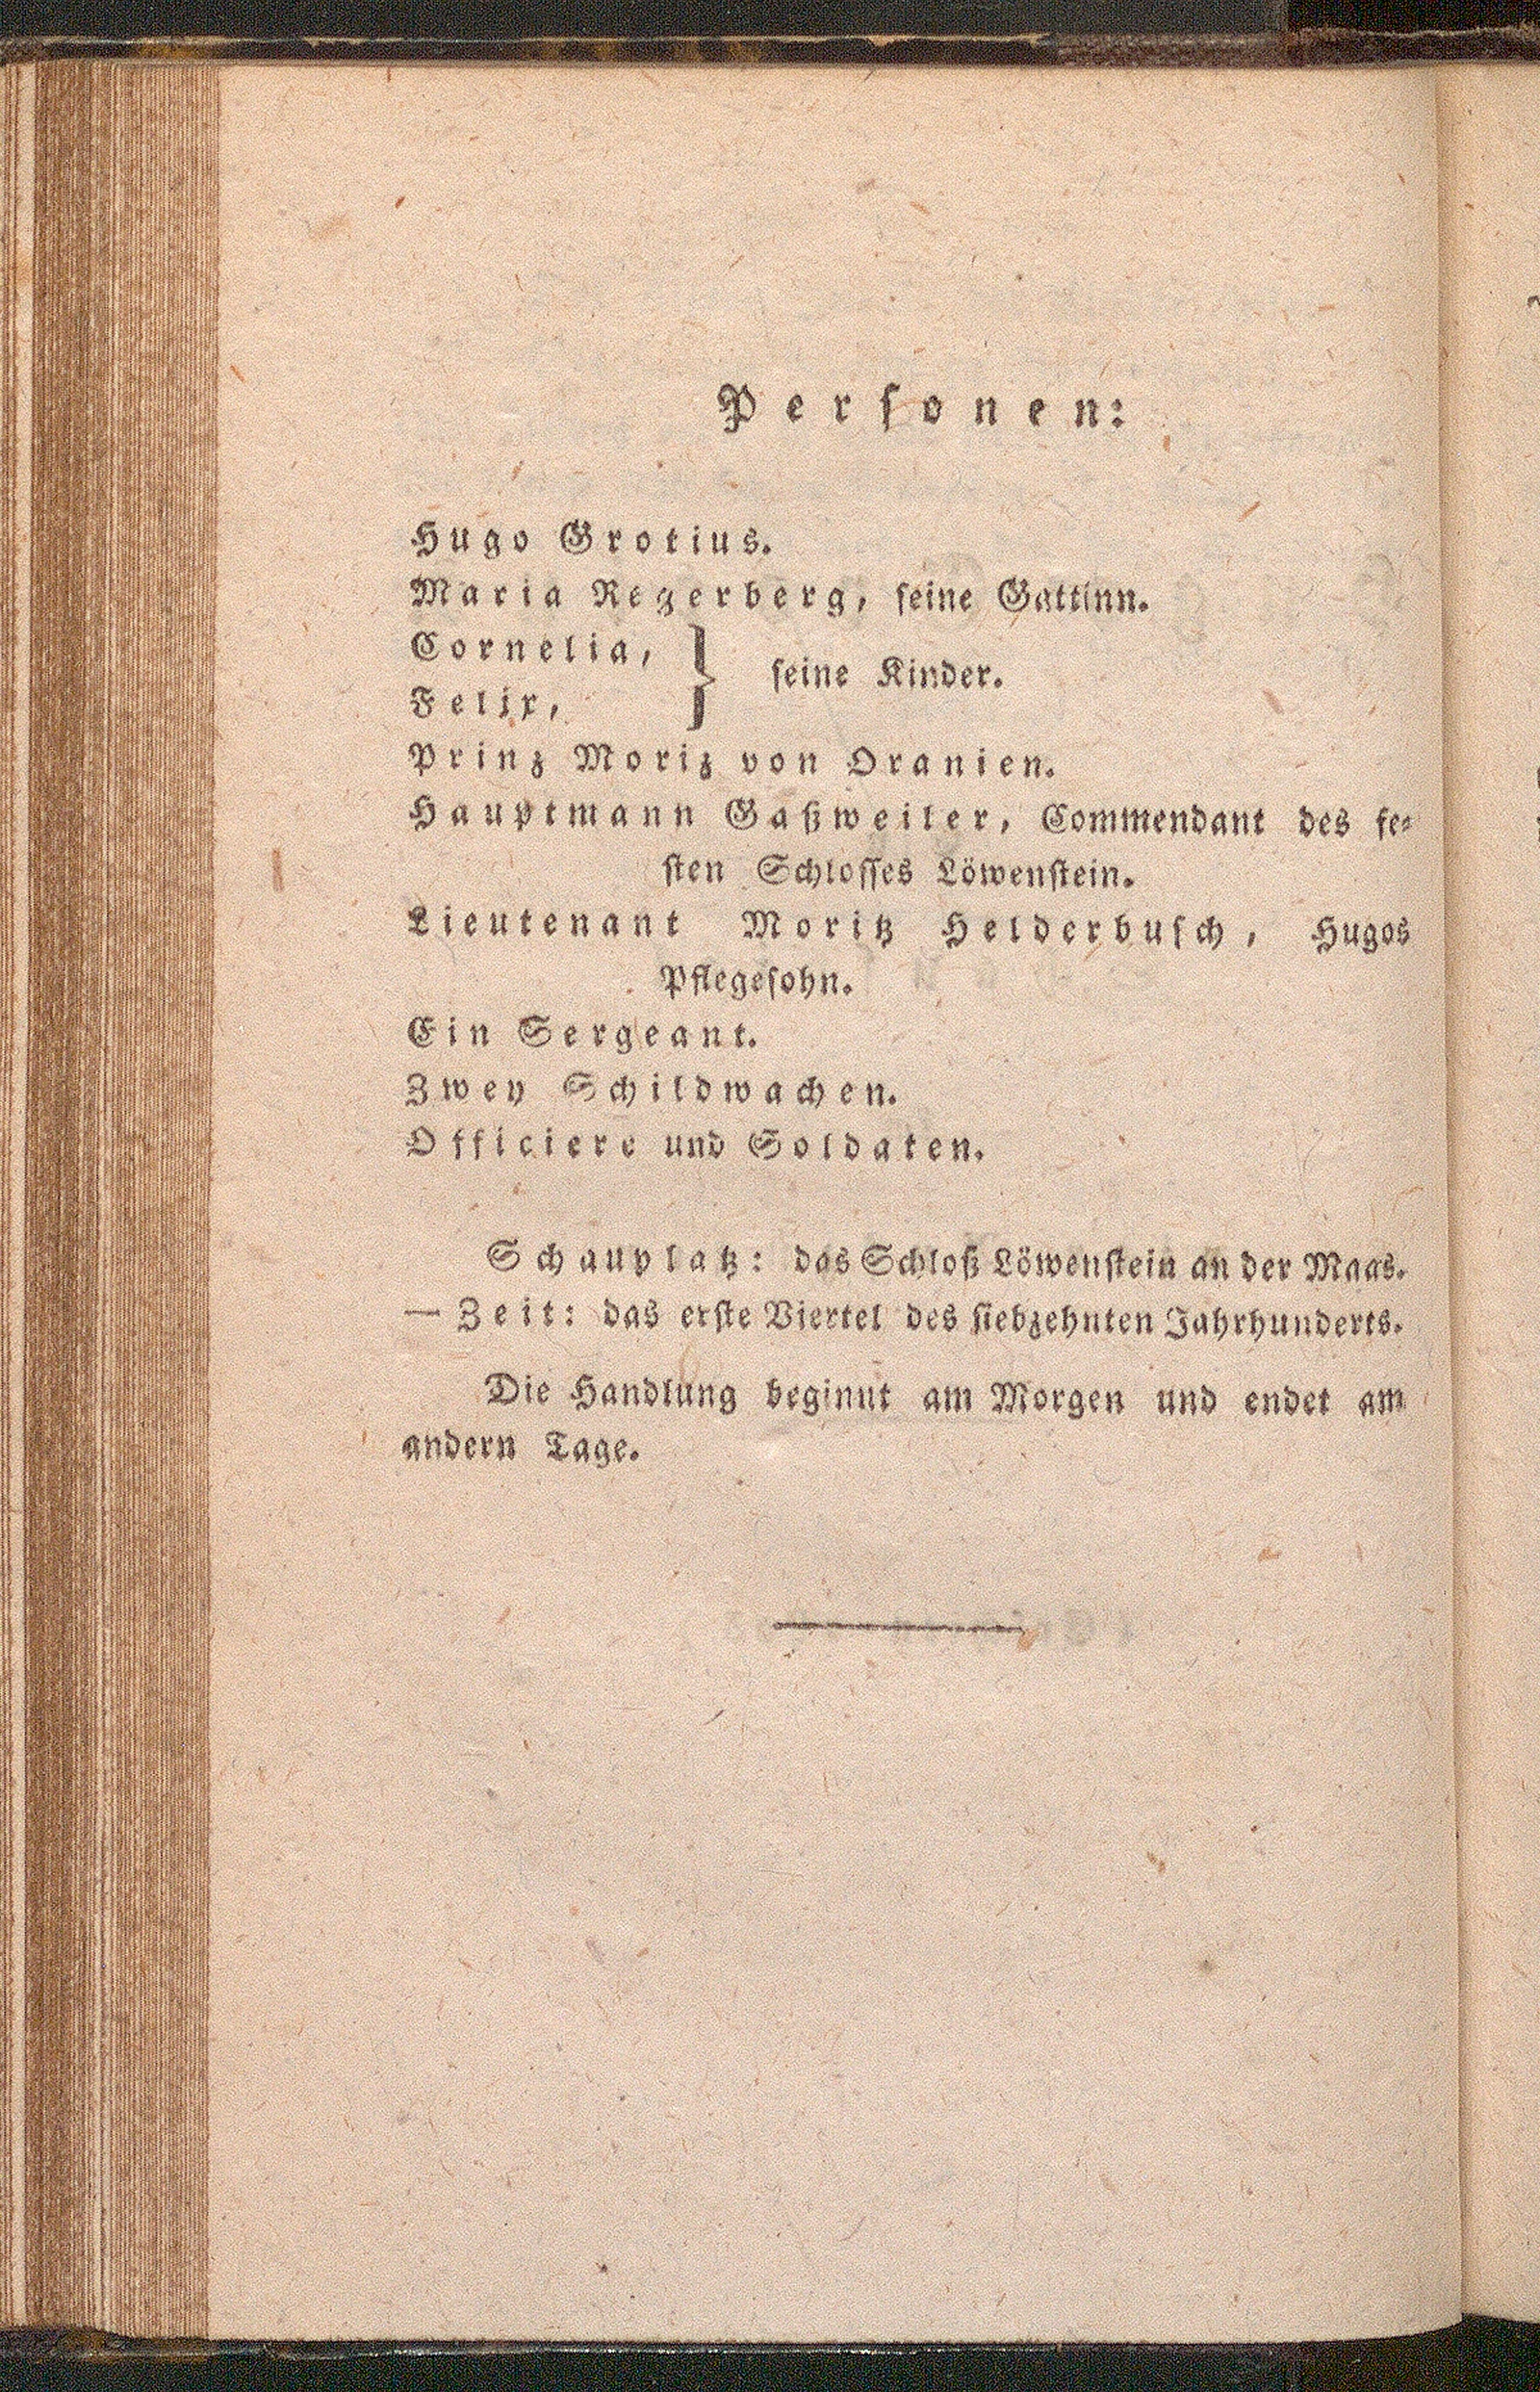 Personen:
Hugo Grotius.
Maria Regerberg, seine Gattinn.
Cornelia,
Felix,
} seine Kinder.
Prinz Moriz von Oranien.
Hauptmann Gaßweiler, Commendant des fe-
sten Schlosses Löwenstein.
Lieutenant Moritz Helderbusch, Hugos
Pflegesohn.
Ein Sergeant.
Zwey Schildwachen.
Officiere und Soldaten.
Schauplatz: das Schloß Löwenstein an der Maas.
— Zeit: das erste Viertel des siebzehnten Jahrhunderts.
Die Handlung beginnt am Morgen und endet am
andern Tage.